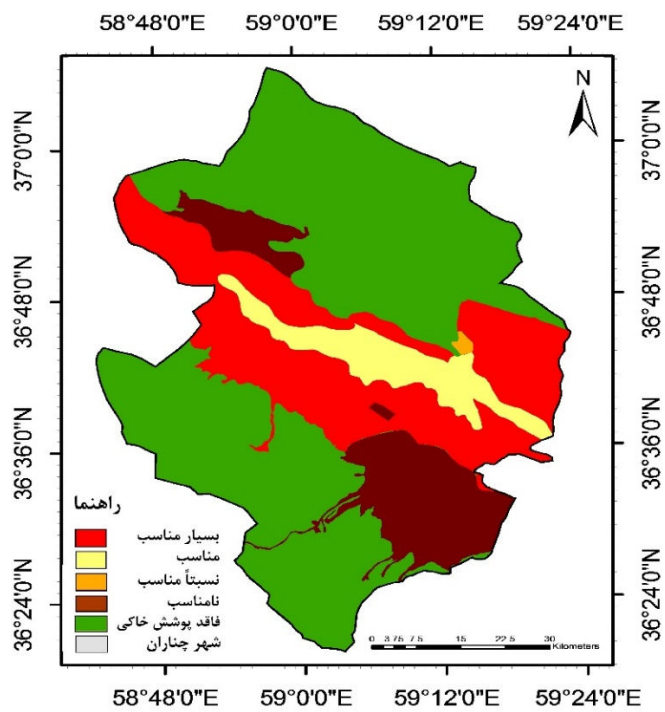 58°48'0"E 59°0'0"E 59°12'0"E 59°24'0"E
N
37°0'0"N 37°0'0"N
36°48'0"N 36°48'0"N
36°36'0"N 36°36'0"N
36°24'0"N 36°24'0"N
راهنما
بسیار مناسب
مناسب
نسبتاً مناسب
نامناسب
فاقد پوشش خاکی
شهر چناران
0 3.75 7.5 15 22.5 30
Kilometers
58°48'0"E 59°0'0"E 59°12'0"E 59°24'0"E